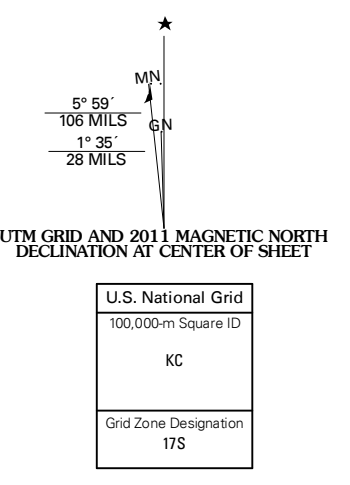 MN.
5° 59´
106 MILS
GN
1° 35´
28 MILS
UTM GRID AND 2011 MAGNETIC NORTH
DECLINATION AT CENTER OF SHEET
U.S. National Grid
100,000-m Square ID
KC
Grid Zone Designation
17S